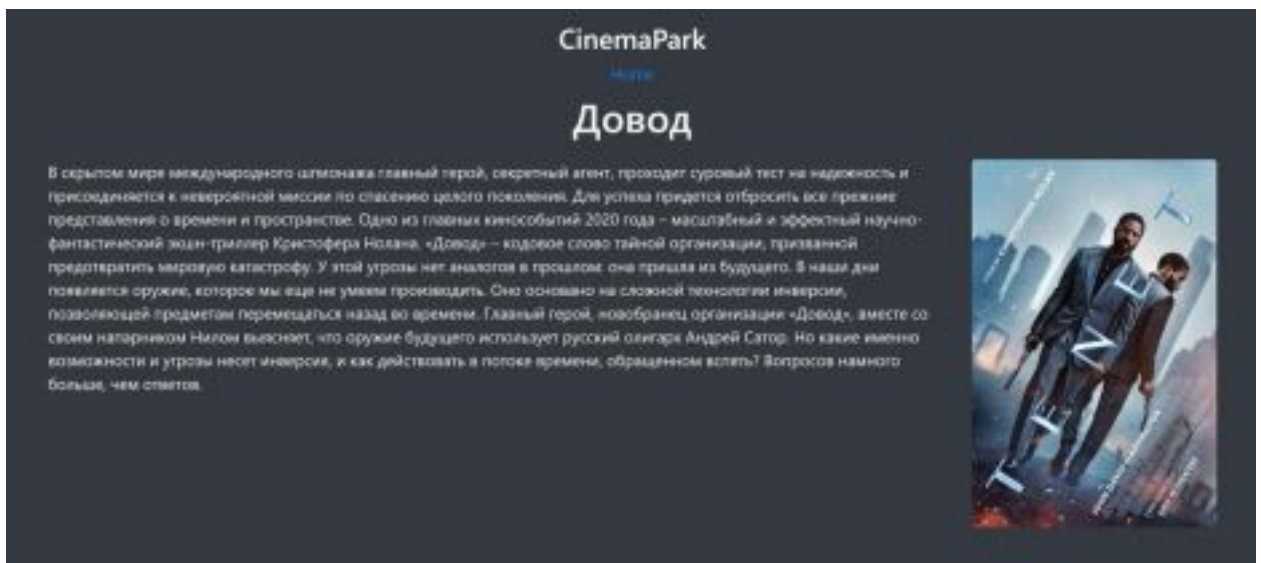 CinemaPark
Home
Довод
В скрытом мире международного шпионажа главный герой, секретный агент, проходит суровый тест на надежность и
присоединяется к невероятной миссии по спасению целого поколения. Для успеха придется отбросить все прежние
представления о времени и пространстве. Одно из главных кинособытий 2020 года – масштабный и эффектный научно-
фантастический экшн-триллер Кристофера Нолана. «Довод» – кодовое слово тайной организации, призванной
предотвратить мировую катастрофу. У этой угрозы нет аналогов в прошлом: она пришла из будущего. В наши дни
появляется оружие, которое мы еще не умеем производить. Оно основано на сложной технологии инверсии,
позволяющей предметам перемещаться назад во времени. Главный герой, новобранец организации «Довод», вместе со
своим напарником Нилом выясняет, что оружие будущего использует русский олигарх Андрей Сатор. Но какие именно
возможности и угрозы несет инверсия, и как действовать в потоке времени, обращенном вспять? Вопросов намного
больше, чем ответов.
TENET